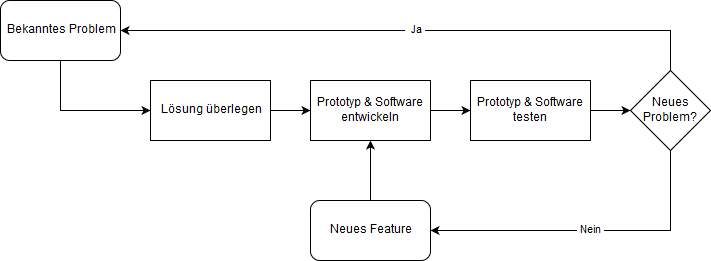 Bekanntes Problem
Ja
Lösung überlegen
Prototyp & Software
entwickeln
Prototyp & Software
testen
Neues
Problem?
Neues Feature
Nein